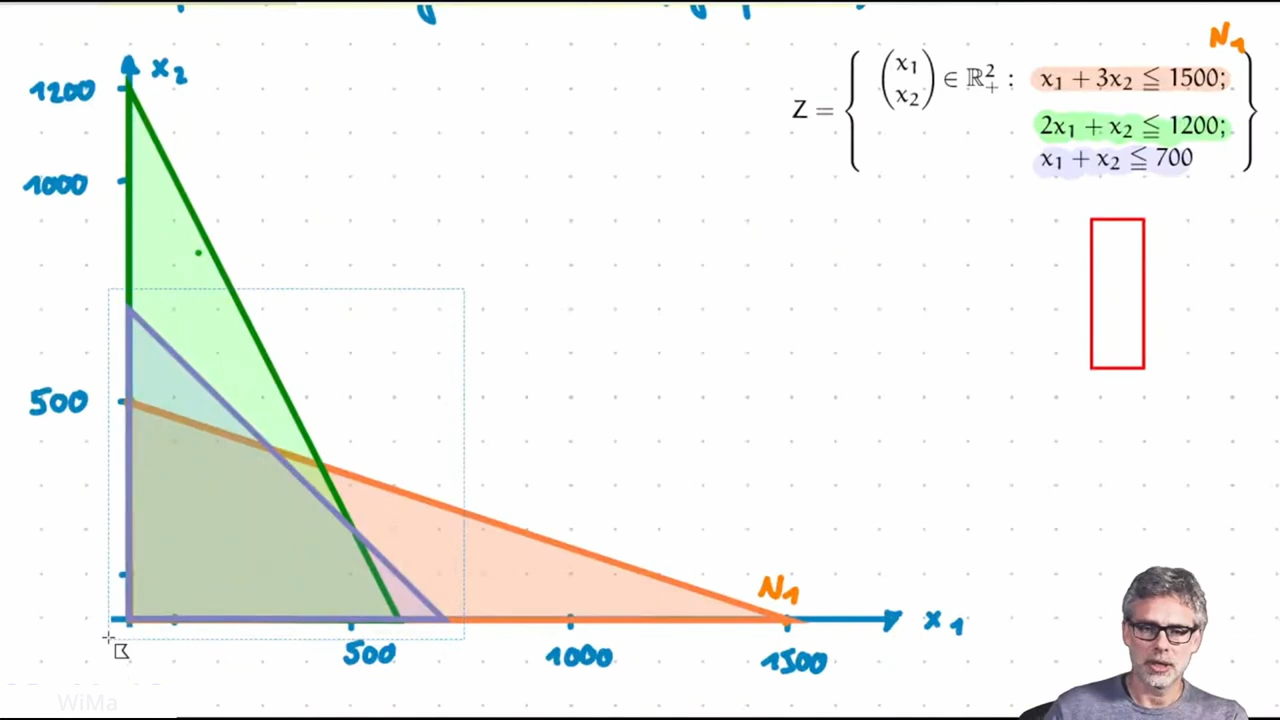 N₁
x₂
1200
1000
500
Z = { (x₁ x₂) ∈ ℝ²₊ : x₁ + 3x₂ ≦ 1500;
2x₁ + x₂ ≦ 1200;
x₁ + x₂ ≦ 700 }
N₁
x₁
500 1000 1500
WiMa